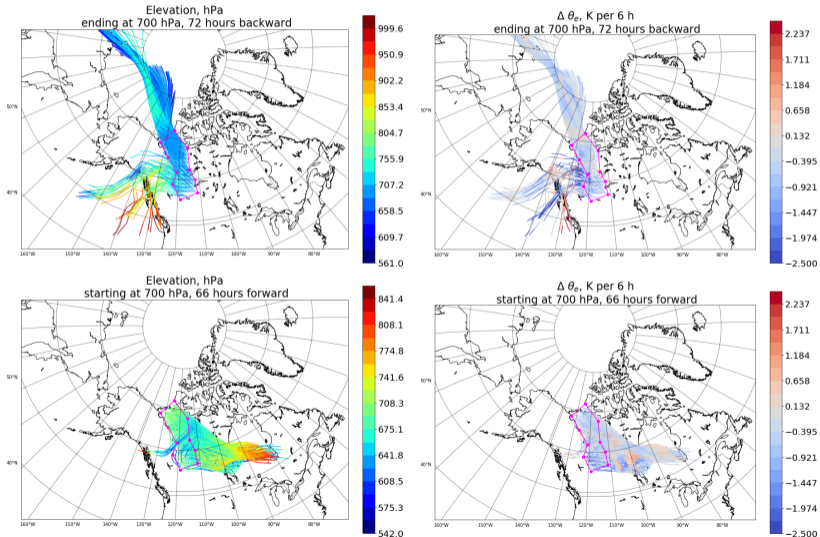 Elevation, hPa
ending at 700 hPa, 72 hours backward
999.6
950.9
902.2
853.4
804.7
755.9
707.2
658.5
609.7
561.0
50°N
40°N
160°W 150°W 140°W 130°W 120°W 110°W 100°W 90°W 80°W
Δ θe, K per 6 h
ending at 700 hPa, 72 hours backward
2.237
1.711
1.184
0.658
0.132
−0.395
−0.921
−1.447
−1.974
−2.500
50°N
40°N
160°W 150°W 140°W 130°W 120°W 110°W 100°W 90°W 80°W
Elevation, hPa
starting at 700 hPa, 66 hours forward
841.4
808.1
774.8
741.6
708.3
675.1
641.8
608.5
575.3
542.0
50°N
40°N
160°W 150°W 140°W 130°W 120°W 110°W 100°W 90°W 80°W
Δ θe, K per 6 h
starting at 700 hPa, 66 hours forward
2.237
1.711
1.184
0.658
0.132
−0.395
−0.921
−1.447
−1.974
−2.500
50°N
40°N
160°W 150°W 140°W 130°W 120°W 110°W 100°W 90°W 80°W